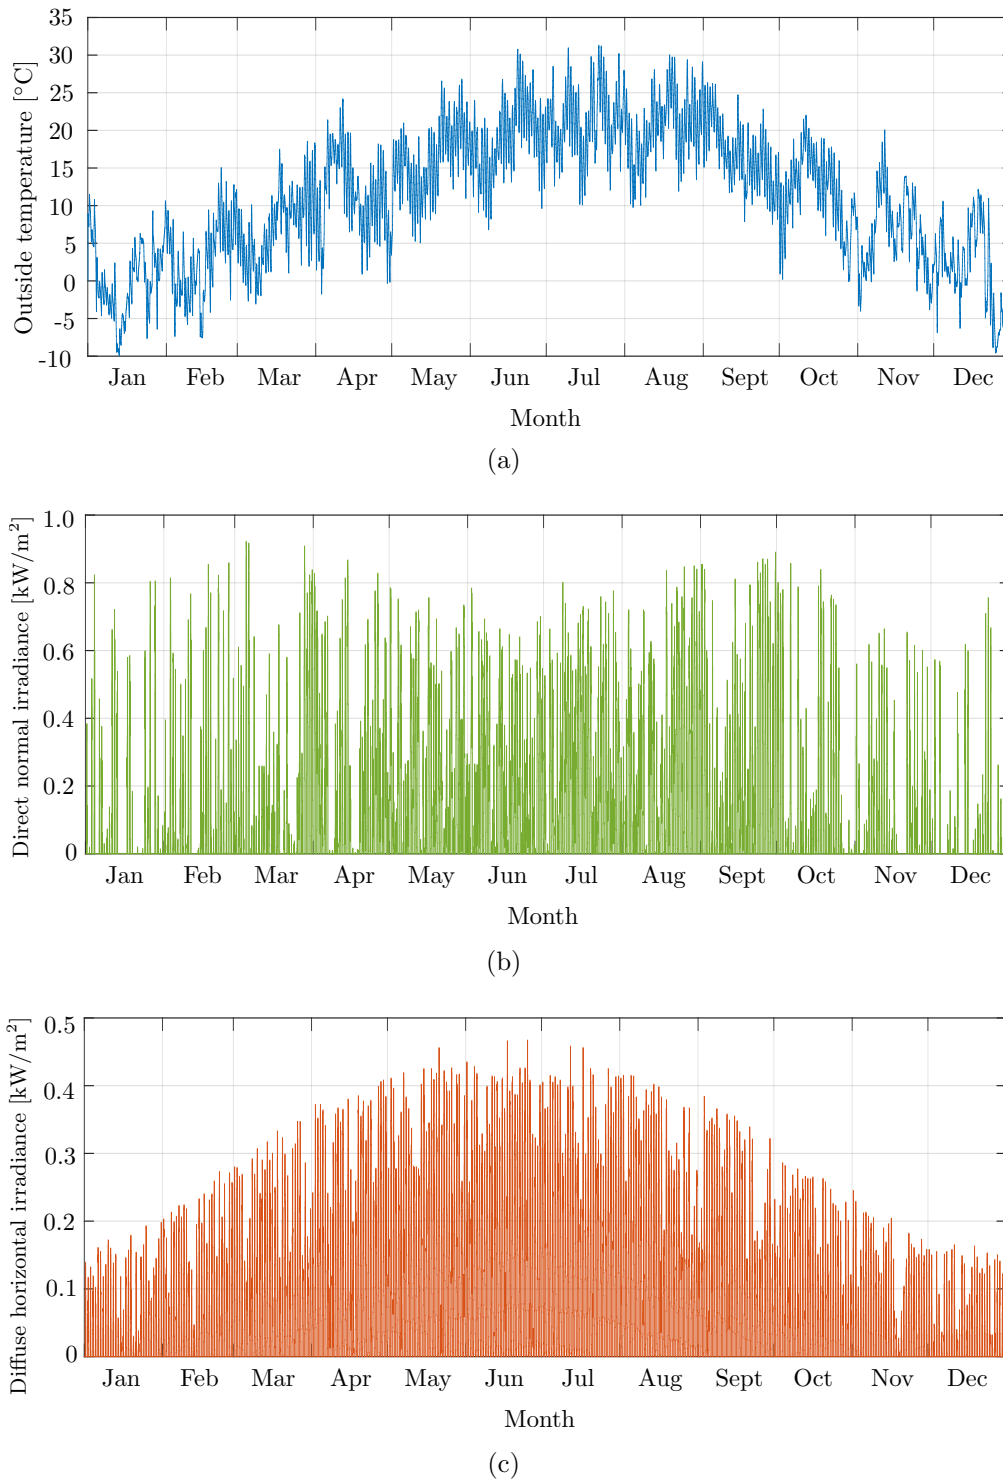 35
30
25
20
15
10
5
0
-5
-10
Outside temperature [°C]
Jan Feb Mar Apr May Jun Jul Aug Sept Oct Nov Dec
Month
(a)
1.0
0.8
0.6
0.4
0.2
0
Direct normal irradiance [kW/m²]
Jan Feb Mar Apr May Jun Jul Aug Sept Oct Nov Dec
Month
(b)
0.5
0.4
0.3
0.2
0.1
0
Diffuse horizontal irradiance [kW/m²]
Jan Feb Mar Apr May Jun Jul Aug Sept Oct Nov Dec
Month
(c)